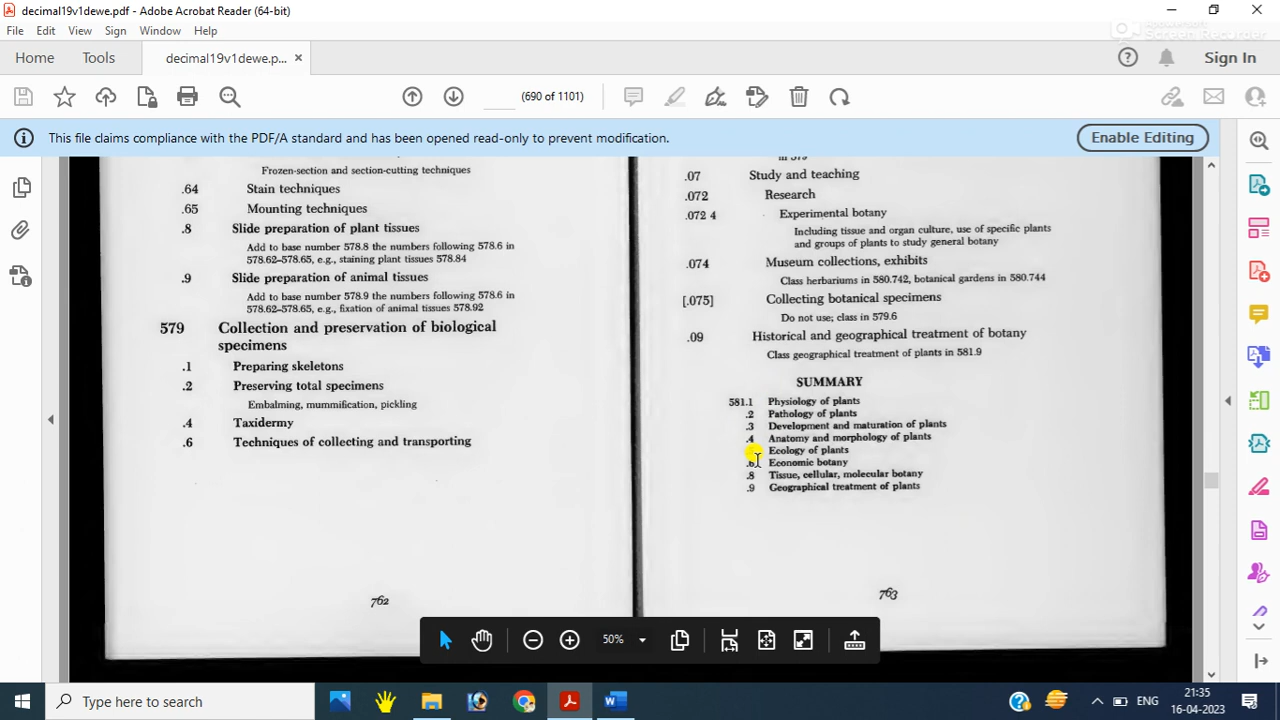 decimal19v1dewe.pdf - Adobe Acrobat Reader (64-bit)
File Edit View Sign Window Help
Screen Recorder
Home Tools decimal19v1dewe.p... × Sign In
(690 of 1101)
This file claims compliance with the PDF/A standard and has been opened read-only to prevent modification. Enable Editing
Frozen-section and section-cutting techniques
.64 Stain techniques
.65 Mounting techniques
.8 Slide preparation of plant tissues
Add to base number 578.8 the numbers following 578.6 in
578.62–578.65, e.g., staining plant tissues 578.84
.9 Slide preparation of animal tissues
Add to base number 578.9 the numbers following 578.6 in
578.62–578.65, e.g., fixation of animal tissues 578.92
579 Collection and preservation of biological
specimens
.1 Preparing skeletons
.2 Preserving total specimens
Embalming, mummification, pickling
.4 Taxidermy
.6 Techniques of collecting and transporting
762
in 579
.07 Study and teaching
.072 Research
.072 4 Experimental botany
Including tissue and organ culture, use of specific plants
and groups of plants to study general botany
.074 Museum collections, exhibits
Class herbariums in 580.742, botanical gardens in 580.744
[.075] Collecting botanical specimens
Do not use; class in 579.6
.09 Historical and geographical treatment of botany
Class geographical treatment of plants in 581.9
SUMMARY
581.1 Physiology of plants
.2 Pathology of plants
.3 Development and maturation of plants
.4 Anatomy and morphology of plants
Ecology of plants
.6 Economic botany
.8 Tissue, cellular, molecular botany
.9 Geographical treatment of plants
763
50%
Type here to search
ENG
21:35
16-04-2023